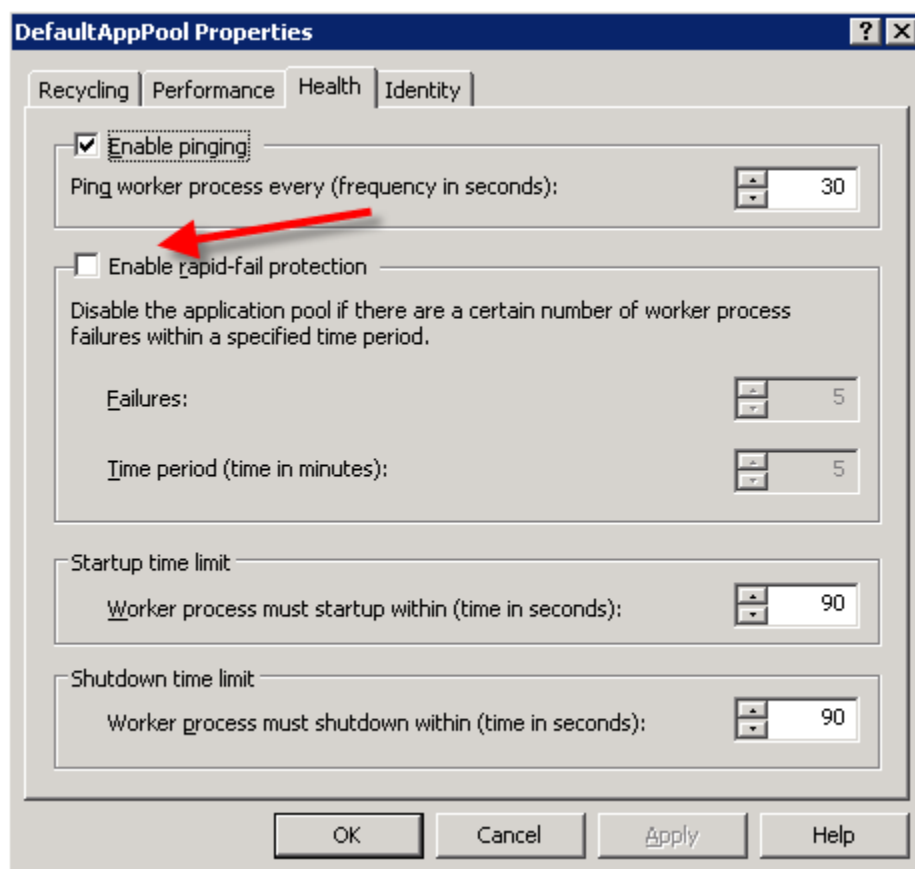 DefaultAppPool Properties
Recycling Performance Health Identity
Enable pinging
Ping worker process every (frequency in seconds): 30
Enable rapid-fail protection
Disable the application pool if there are a certain number of worker process
failures within a specified time period.
Failures: 5
Time period (time in minutes): 5
Startup time limit
Worker process must startup within (time in seconds): 90
Shutdown time limit
Worker process must shutdown within (time in seconds): 90
OK Cancel Apply Help